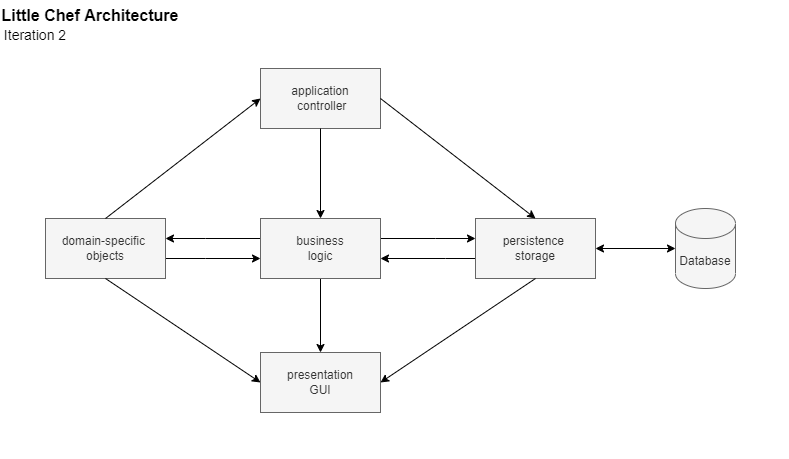 Little Chef Architecture
Iteration 2
application
controller
domain-specific
objects
business
logic
persistence
storage
Database
presentation
GUI